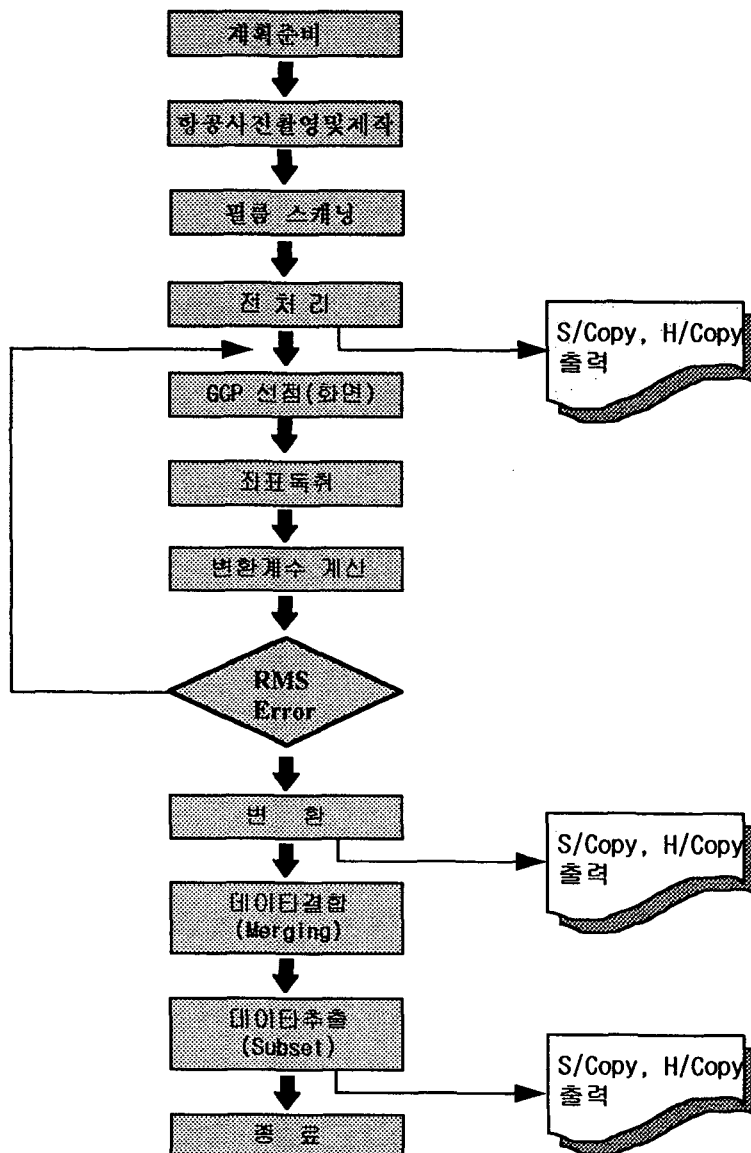 계획준비
항공사진촬영및제작
필름 스캐닝
전 처 리
S/Copy, H/Copy
출력
GCP 선점(화면)
좌표독취
변환계수 계산
RMS
Error
변 환
S/Copy, H/Copy
출력
데이타결합
(Merging)
데이타추출
(Subset)
S/Copy, H/Copy
출력
종 료